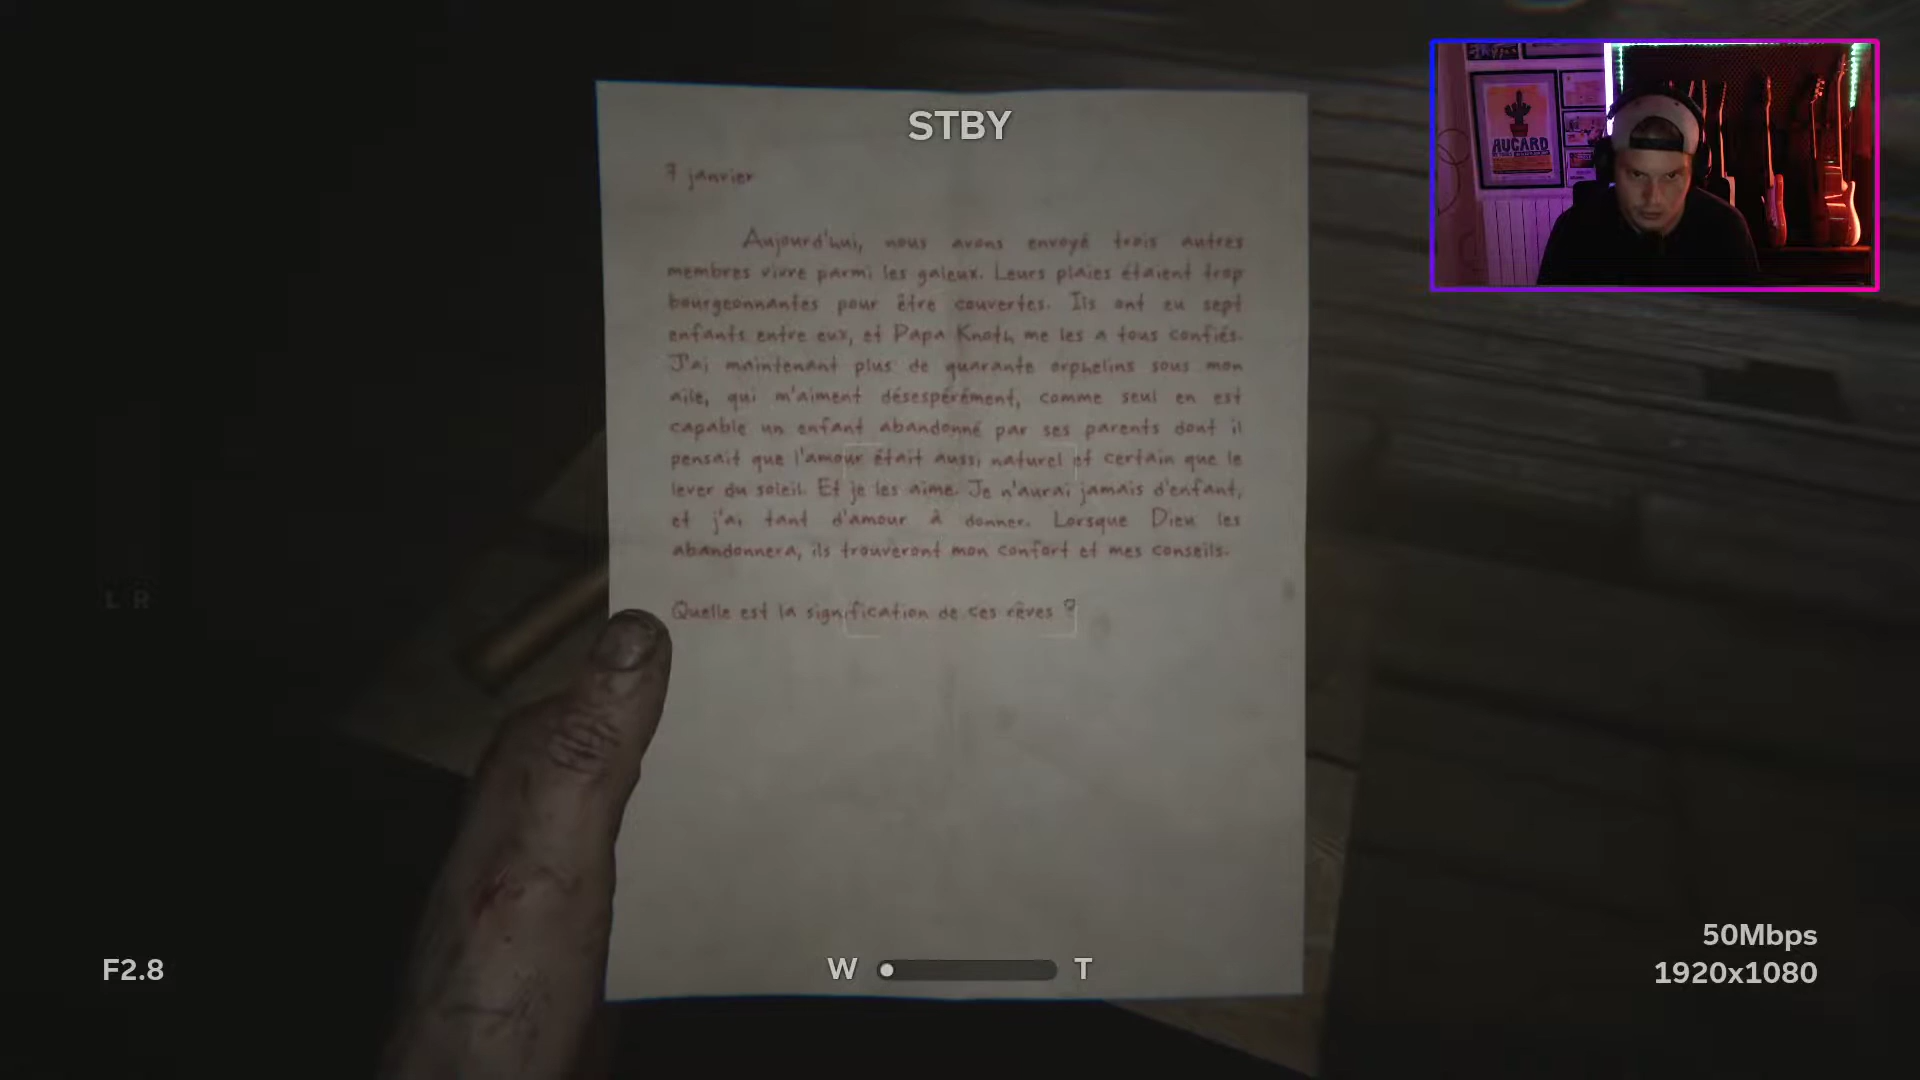 STBY
7 janvier
Aujourd'hui, nous avons envoyé trois autres
membres vivre parmi les galeux. Leurs plaies étaient trop
bourgeonnantes pour être couvertes. Ils ont eu sept
enfants entre eux, et Papa Knoth me les a tous confiés.
J'ai maintenant plus de quarante orphelins sous mon
aile, qui m'aiment désespérément, comme seul en est
capable un enfant abandonné par ses parents dont il
pensait que l'amour était aussi naturel et certain que le
lever du soleil. Et je les aime. Je n'aurai jamais d'enfant,
et j'ai tant d'amour à donner. Lorsque Dieu les
abandonnera, ils trouveront mon confort et mes conseils.
Quelle est la signification de ces rêves ?
AUCARD
L R
F2.8
W T
50Mbps
1920x1080